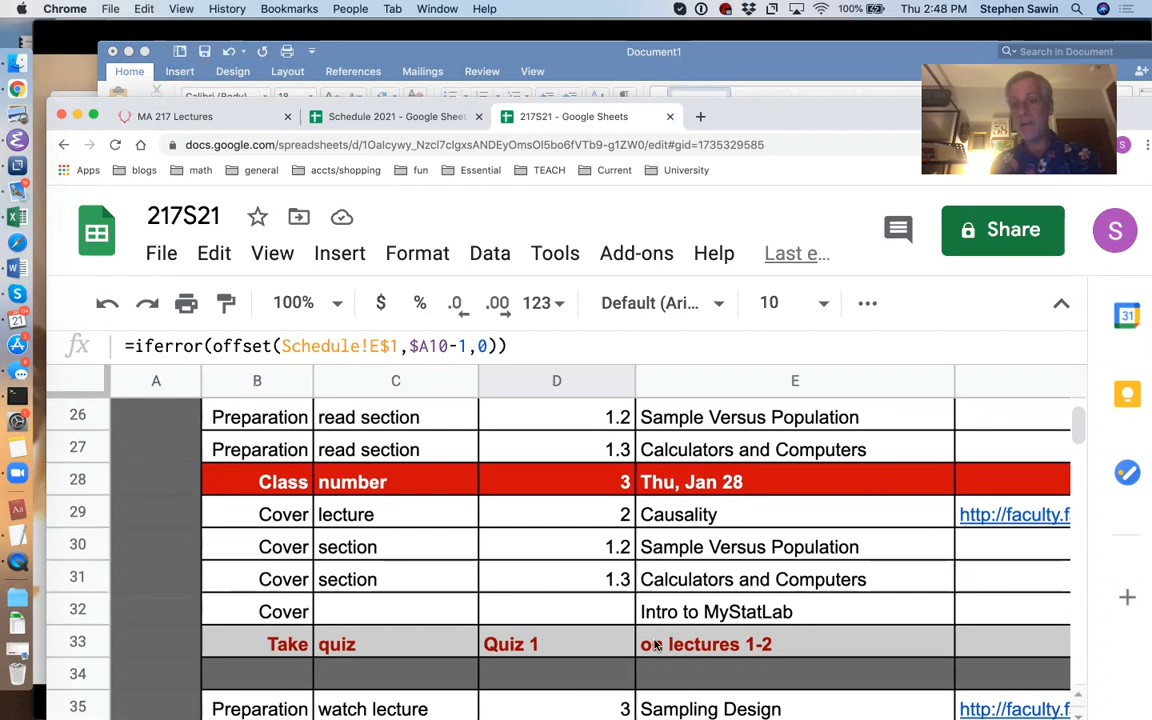 Chrome File Edit View History Bookmarks People Tab Window Help 100% Thu 2:48 PM Stephen Sawin
Document1 Search in Document
Home Insert Design Layout References Mailings Review View
MA 217 Lectures Schedule 2021 - Google Sheet 217S21 - Google Sheets
docs.google.com/spreadsheets/d/1Oalcywy_Nzcl7clgxsANDEyOmsOl5bo6fVTb9-g1ZW0/edit#gid=1735329585
Apps blogs math general accts/shopping fun Essential TEACH Current University
217S21
Share S
File Edit View Insert Format Data Tools Add-ons Help Last e...
100% $ % .0 .00 123 Default (Ari... 10
fx =iferror(offset(Schedule!E$1,$A10-1,0))
A B C D E
26 Preparation read section 1.2 Sample Versus Population
27 Preparation read section 1.3 Calculators and Computers
28 Class number 3 Thu, Jan 28
29 Cover lecture 2 Causality http://faculty.f
30 Cover section 1.2 Sample Versus Population
31 Cover section 1.3 Calculators and Computers
32 Cover Intro to MyStatLab
33 Take quiz Quiz 1 on lectures 1-2
34
35 Preparation watch lecture 3 Sampling Design http://faculty.f